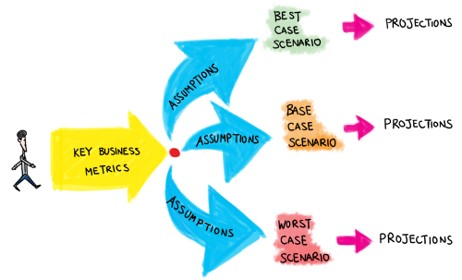 KEY BUSINESS
METRICS
ASSUMPTIONS
BEST
CASE
SCENARIO
PROJECTIONS
ASSUMPTIONS
BASE
CASE
SCENARIO
PROJECTIONS
ASSUMPTIONS
WORST
CASE
SCENARIO
PROJECTIONS